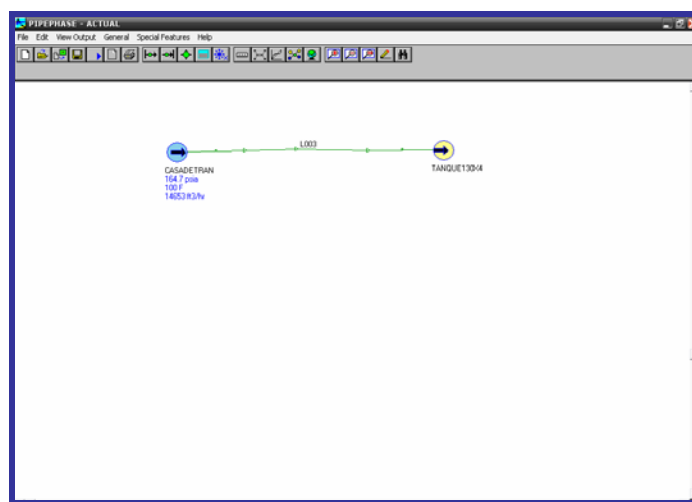 PIPEPHASE - ACTUAL
File Edit View Output General Special Features Help
L003
CASADETRAN
164.7 psia
100 F
14653 ft3/hr
TANQUE130X4